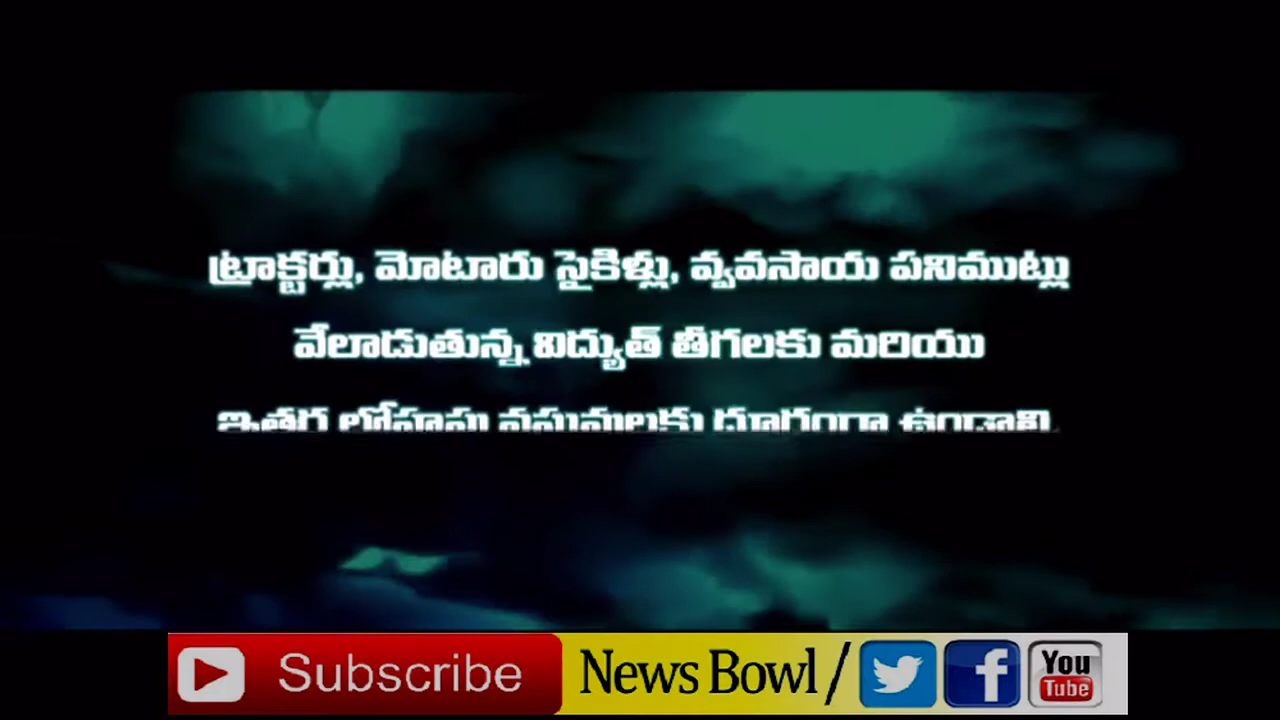 ట్రాక్టర్లు, మోటారు సైకిళ్లు, వ్యవసాయ పనిముట్లు
వేలాడుతున్న విద్యుత్ తీగలకు మరియు
Subscribe News Bowl / You Tube